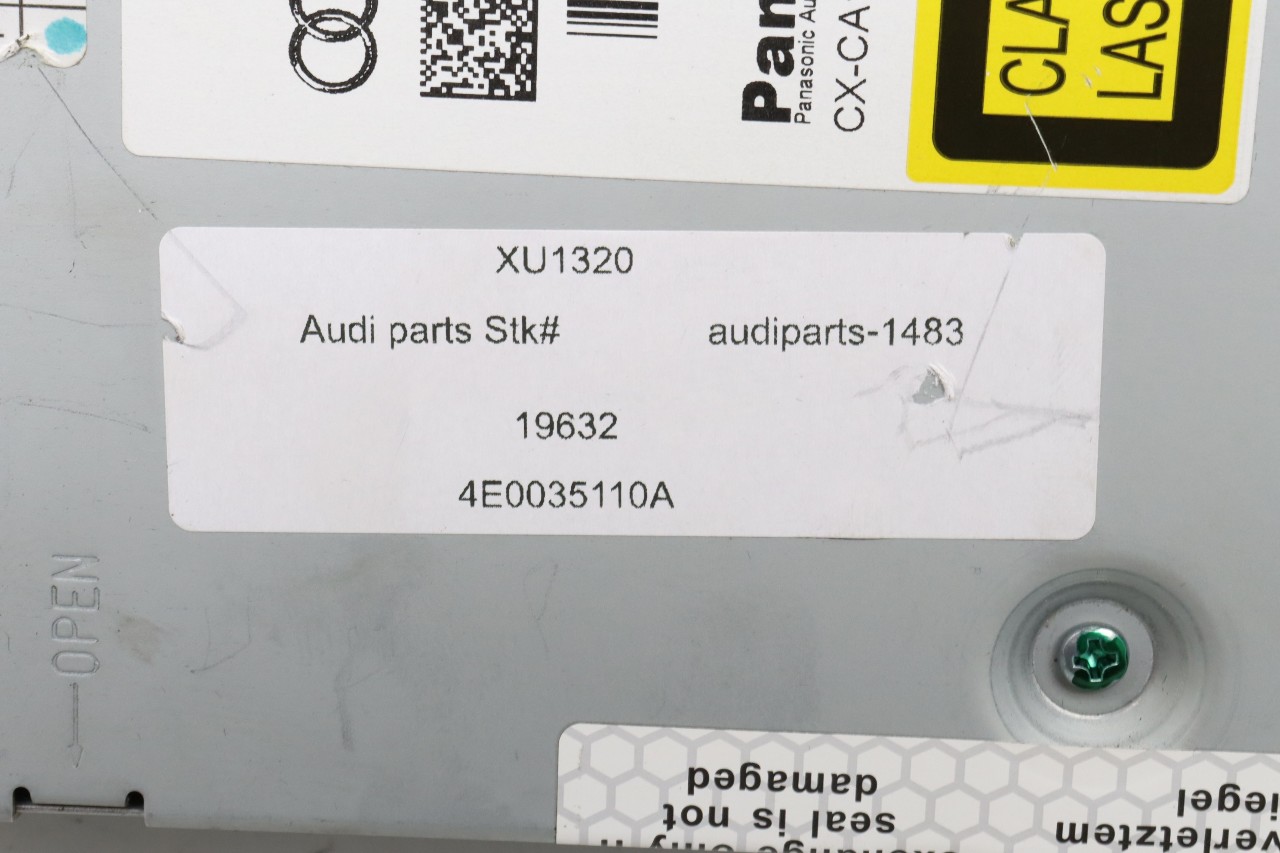 Panasonic Au
CX-CA
CLA
LAS
XU1320
Audi parts Stk# audiparts-1483
19632
4E0035110A
OPEN
damaged
seal is not
iegel
verletztem